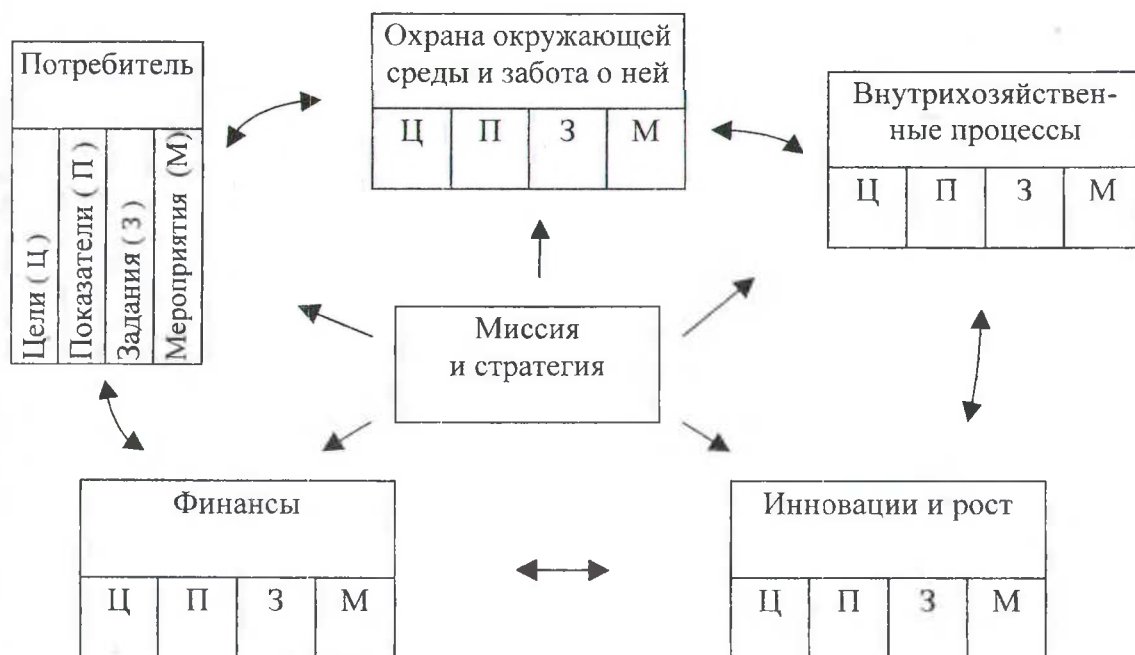 Потребитель
Цели ( Ц )
Показатели ( П )
Задания ( З )
Мероприятия (М)
Охрана окружающей
среды и забота о ней
Ц П З М
Внутрихозяйствен-
ные процессы
Ц П З М
Миссия
и стратегия
Финансы
Ц П З М
Инновации и рост
Ц П З М